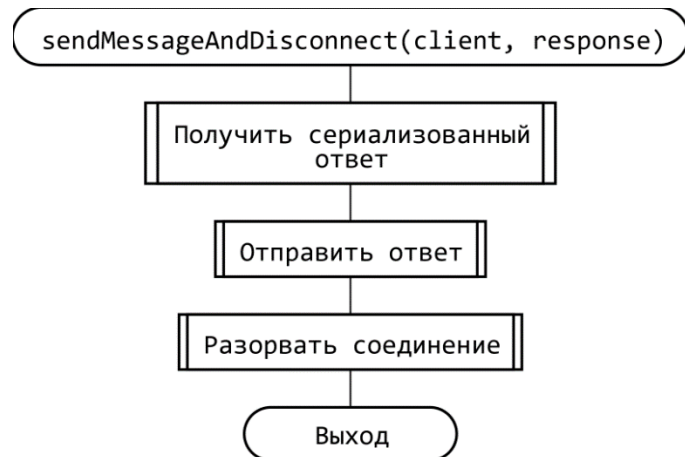 sendMessageAndDisconnect(client, response)
Получить сериализованный
ответ
Отправить ответ
Разорвать соединение
Выход